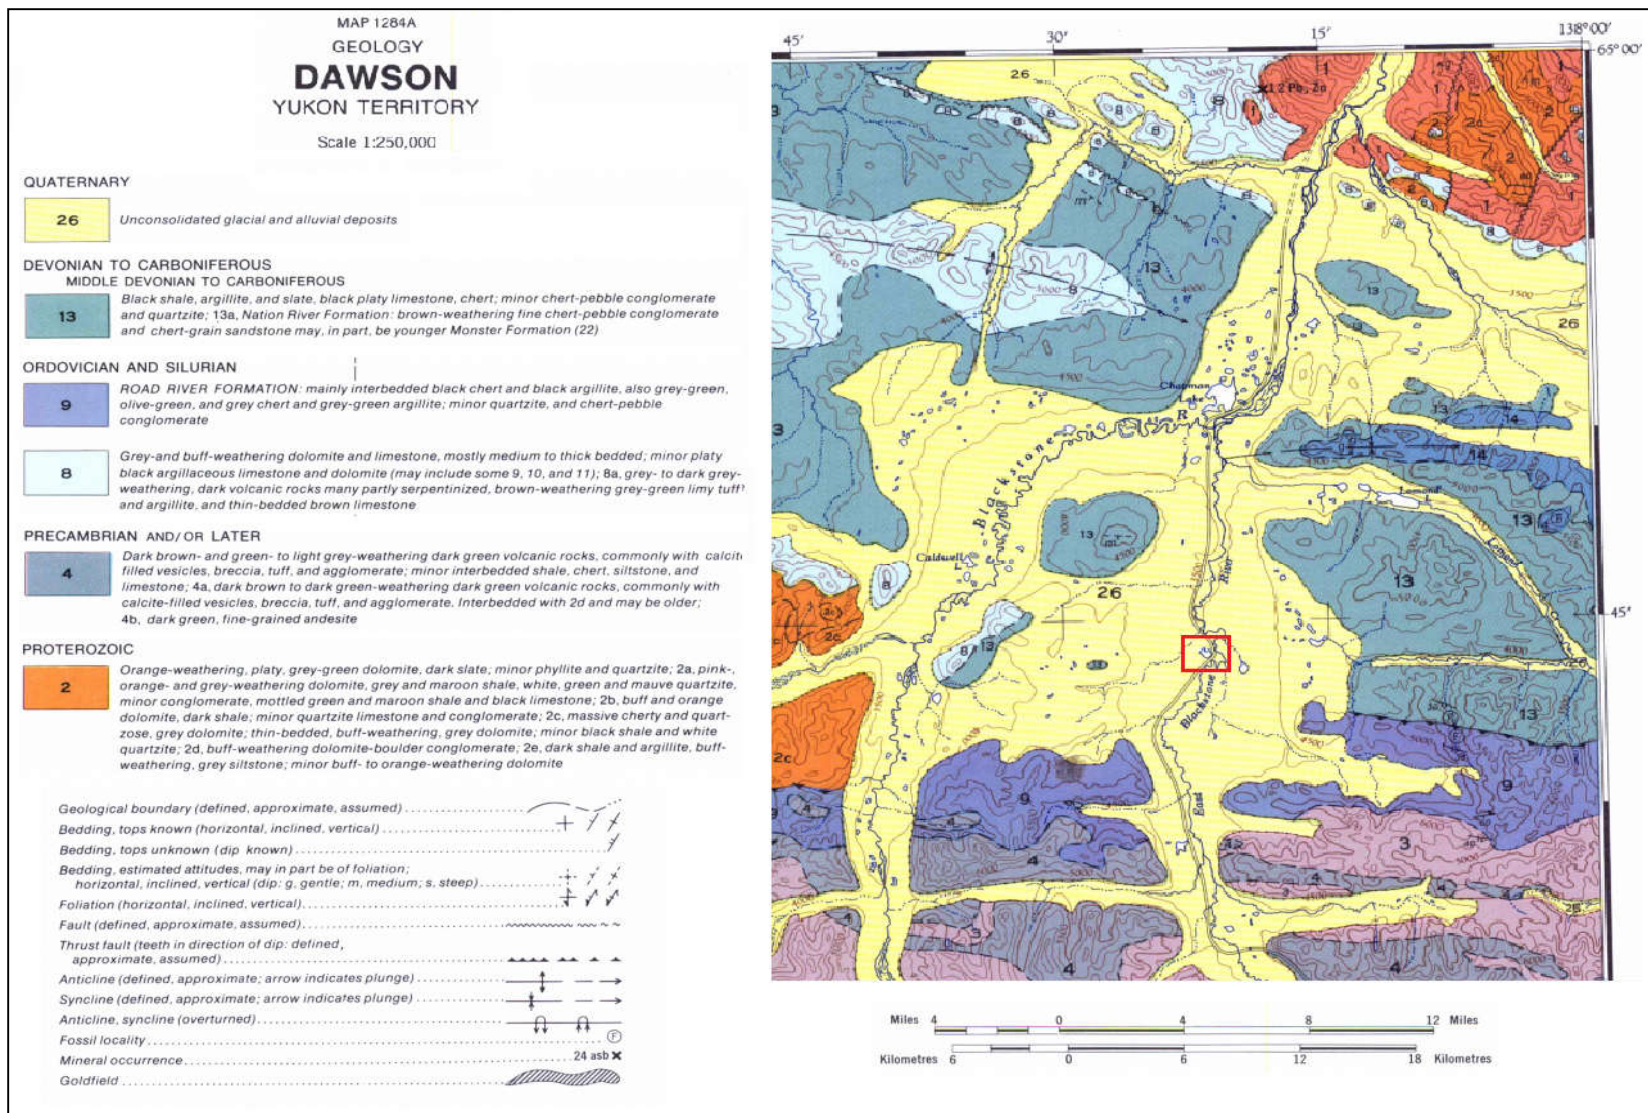 MAP 1284A
GEOLOGY
DAWSON
YUKON TERRITORY
Scale 1:250,000
QUATERNARY
26
Unconsolidated glacial and alluvial deposits
DEVONIAN TO CARBONIFEROUS
MIDDLE DEVONIAN TO CARBONIFEROUS
13
Black shale, argillite, and slate, black platy limestone, chert; minor chert-pebble conglomerate
and quartzite; 13a, Nation River Formation: brown-weathering fine chert-pebble conglomerate
and chert-grain sandstone may, in part, be younger Monster Formation (22)
ORDOVICIAN AND SILURIAN
9
ROAD RIVER FORMATION: mainly interbedded black chert and black argillite, also grey-green,
olive-green, and grey chert and grey-green argillite; minor quartzite, and chert-pebble
conglomerate
8
Grey-and buff-weathering dolomite and limestone, mostly medium to thick bedded; minor platy
black argillaceous limestone and dolomite (may include some 9, 10, and 11); 8a, grey- to dark grey-
weathering, dark volcanic rocks many partly serpentinized, brown-weathering grey-green limy tuff
and argillite, and thin-bedded brown limestone
PRECAMBRIAN AND/OR LATER
4
Dark brown- and green- to light grey-weathering dark green volcanic rocks, commonly with calcit
filled vesicles, breccia, tuff, and agglomerate; minor interbedded shale, chert, siltstone, and
limestone; 4a, dark brown to dark green-weathering dark green volcanic rocks, commonly with
calcite-filled vesicles, breccia, tuff, and agglomerate. Interbedded with 2d and may be older;
4b, dark green, fine-grained andesite
PROTEROZOIC
2
Orange-weathering, platy, grey-green dolomite, dark slate; minor phyllite and quartzite; 2a, pink-,
orange- and grey-weathering dolomite, grey and maroon shale, white, green and mauve quartzite,
minor conglomerate, mottled green and maroon shale and black limestone; 2b, buff and orange
dolomite, dark shale; minor quartzite limestone and conglomerate; 2c, massive cherty and quart-
zose, grey dolomite; thin-bedded, buff-weathering, grey dolomite; minor black shale and white
quartzite; 2d, buff-weathering dolomite-boulder conglomerate; 2e, dark shale and argillite, buff-
weathering, grey siltstone; minor buff- to orange-weathering dolomite
Geological boundary (defined, approximate, assumed)
Bedding, tops known (horizontal, inclined, vertical)
Bedding, tops unknown (dip known)
Bedding, estimated attitudes, may in part be of foliation;
horizontal, inclined, vertical (dip: g, gentle; m, medium; s, steep)
Foliation (horizontal, inclined, vertical)
Fault (defined, approximate, assumed)
Thrust fault (teeth in direction of dip: defined,
approximate, assumed)
Anticline (defined, approximate; arrow indicates plunge)
Syncline (defined, approximate; arrow indicates plunge)
Anticline, syncline (overturned)
Fossil locality F
Mineral occurrence 24 asb
Goldfield
45′ 30′ 15′ 138°00′
65°00′
26
12 Pb, Zn
8
1
2
13
8
3500
26
4500
Chapman
Lake
R
Blackstone
13
14
14
Lomond
L
Lomond
13
13
Caldwell
L
River
26
45′
8
13
Blackstone
13
2c
9
East
9
4
3
4
4
Miles 4 0 4 8 12 Miles
Kilometres 6 0 6 12 18 Kilometres